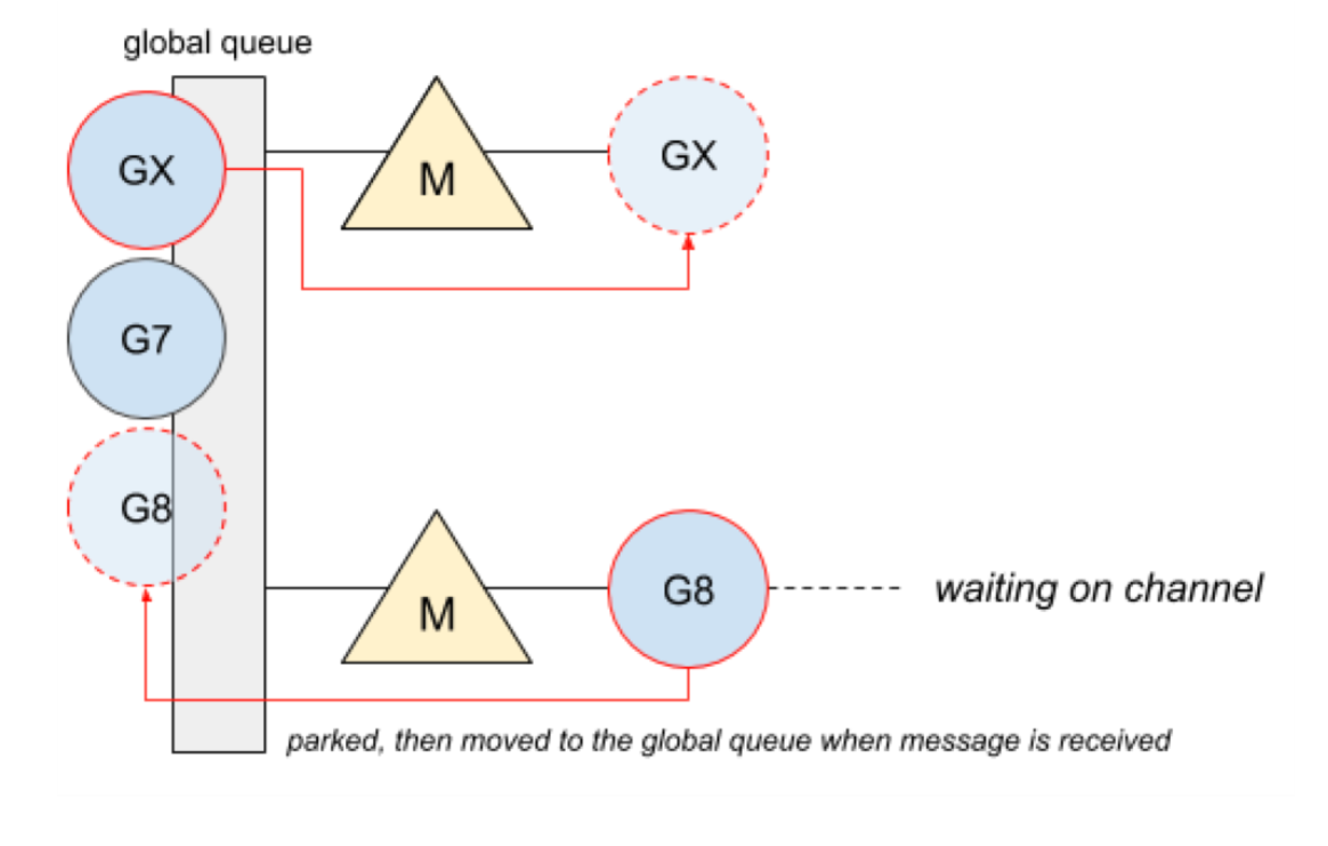 global queue
GX
M
GX
G7
G8
M
G8
waiting on channel
parked, then moved to the global queue when message is received